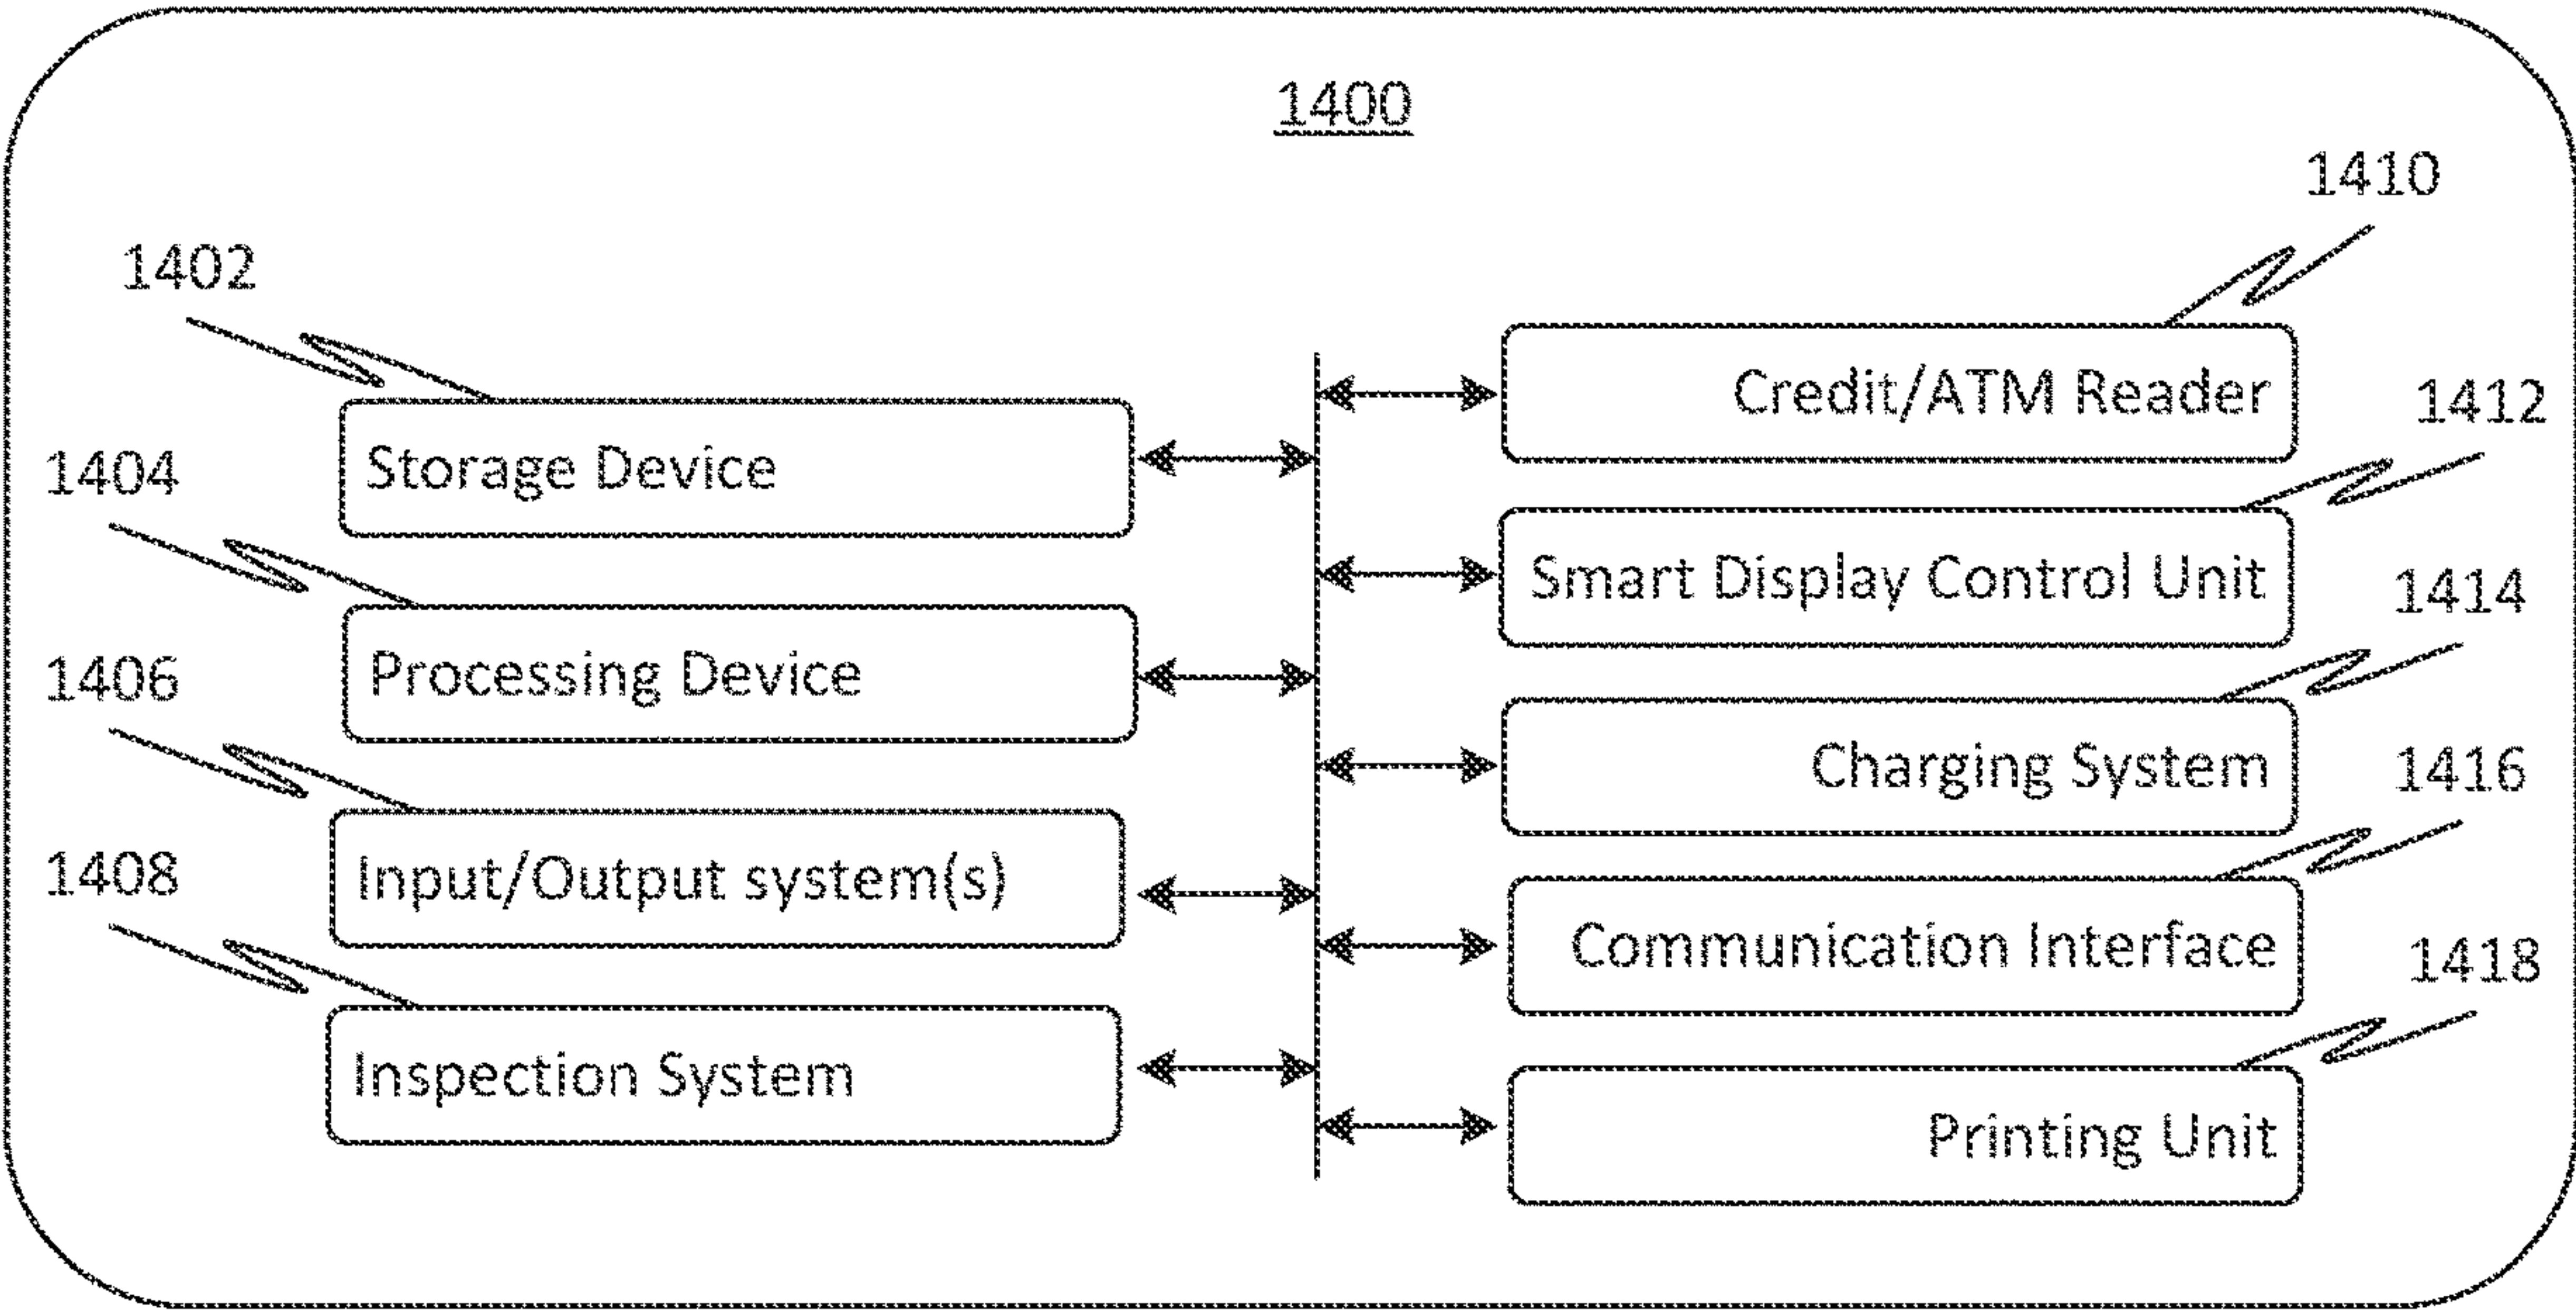 1400
1410
1402
Credit/ATM Reader
1412
Storage Device
1404
Smart Display Control Unit
1414
Processing Device
1406
Charging System
1416
Input/Output system(s)
1408
Communication Interface
1418
Inspection System
Printing Unit